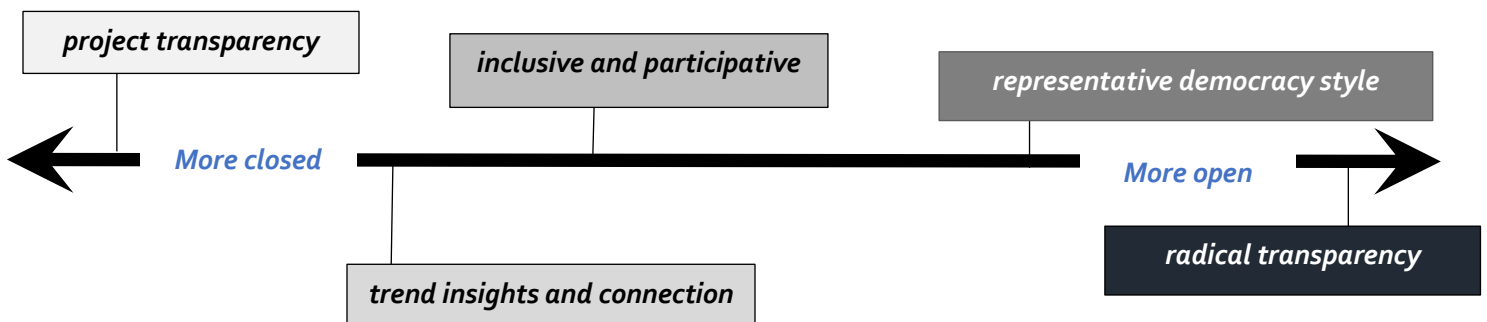 project transparency
inclusive and participative
representative democracy style
More closed
More open
radical transparency
trend insights and connection